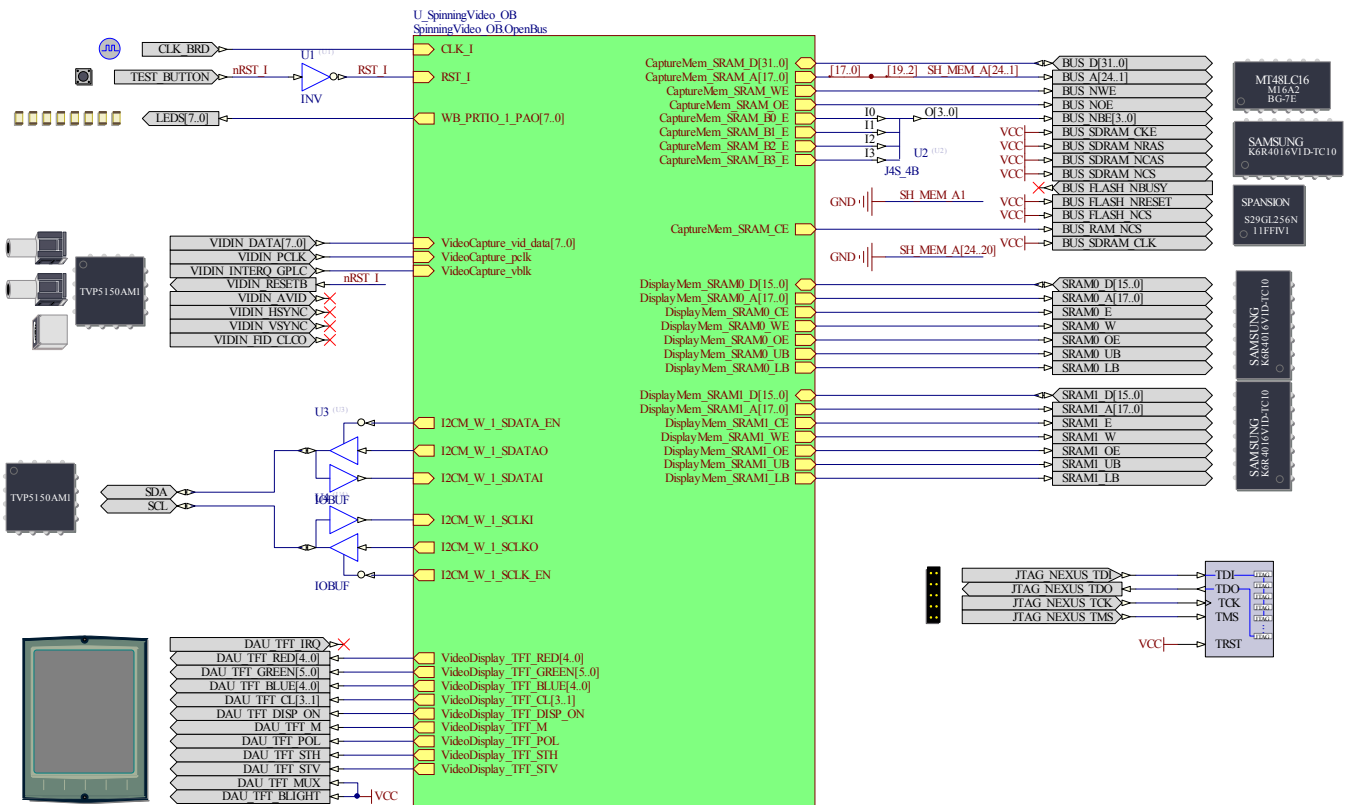 U_SpinningVideo_OB
SpinningVideo_OB.OpenBus
CLK_BRD
CLK_I
TEST_BUTTON
nRST_I
U1 (U1)
INV
RST_I
RST_I
LEDS[7..0]
WB_PRTIO_1_PAO[7..0]
VIDIN_DATA[7..0]
VideoCapture_vid_data[7..0]
VIDIN_PCLK
VideoCapture_pclk
VIDIN_INTERQ_GPLC
VideoCapture_vblk
VIDIN_RESETB
nRST_I
VIDIN_AVID
VIDIN_HSYNC
VIDIN_VSYNC
VIDIN_FID_CLCO
TVP5150AM1
U3 (U3)
I2CM_W_1_SDATA_EN
I2CM_W_1_SDATAO
I2CM_W_1_SDATAI
IOBUF
SDA
SCL
TVP5150AM1
I2CM_W_1_SCLKI
I2CM_W_1_SCLKO
I2CM_W_1_SCLK_EN
IOBUF
DAU_TFT_IRQ
DAU_TFT_RED[4..0]
VideoDisplay_TFT_RED[4..0]
DAU_TFT_GREEN[5..0]
VideoDisplay_TFT_GREEN[5..0]
DAU_TFT_BLUE[4..0]
VideoDisplay_TFT_BLUE[4..0]
DAU_TFT_CL[3..1]
VideoDisplay_TFT_CL[3..1]
DAU_TFT_DISP_ON
VideoDisplay_TFT_DISP_ON
DAU_TFT_M
VideoDisplay_TFT_M
DAU_TFT_POL
VideoDisplay_TFT_POL
DAU_TFT_STH
VideoDisplay_TFT_STH
DAU_TFT_STV
VideoDisplay_TFT_STV
DAU_TFT_MUX
DAU_TFT_BLIGHT
VCC
CaptureMem_SRAM_D[31..0]
BUS_D[31..0]
CaptureMem_SRAM_A[17..0]
[17..0]
[19..2]
SH_MEM_A[24..1]
BUS_A[24..1]
CaptureMem_SRAM_WE
BUS_NWE
CaptureMem_SRAM_OE
BUS_NOE
CaptureMem_SRAM_B0_E
I0
O[3..0]
BUS_NBE[3..0]
CaptureMem_SRAM_B1_E
I1
VCC
BUS_SDRAM_CKE
CaptureMem_SRAM_B2_E
I2
VCC
BUS_SDRAM_NRAS
CaptureMem_SRAM_B3_E
I3
U2 (U2)
J4S_4B
VCC
BUS_SDRAM_NCAS
VCC
BUS_SDRAM_NCS
BUS_FLASH_NBUSY
GND
SH_MEM_A1
VCC
BUS_FLASH_NRESET
VCC
BUS_FLASH_NCS
CaptureMem_SRAM_CE
BUS_RAM_NCS
GND
SH_MEM_A[24..20]
VCC
BUS_SDRAM_CLK
MT48LC16
M16A2
BG-7E
SAMSUNG
K6R4016V1D-TC10
SPANSION
S29GL256N
11FFIV1
DisplayMem_SRAM0_D[15..0]
SRAM0_D[15..0]
DisplayMem_SRAM0_A[17..0]
SRAM0_A[17..0]
DisplayMem_SRAM0_CE
SRAM0_E
DisplayMem_SRAM0_WE
SRAM0_W
DisplayMem_SRAM0_OE
SRAM0_OE
DisplayMem_SRAM0_UB
SRAM0_UB
DisplayMem_SRAM0_LB
SRAM0_LB
SAMSUNG
K6R4016V1D-TC10
DisplayMem_SRAM1_D[15..0]
SRAM1_D[15..0]
DisplayMem_SRAM1_A[17..0]
SRAM1_A[17..0]
DisplayMem_SRAM1_CE
SRAM1_E
DisplayMem_SRAM1_WE
SRAM1_W
DisplayMem_SRAM1_OE
SRAM1_OE
DisplayMem_SRAM1_UB
SRAM1_UB
DisplayMem_SRAM1_LB
SRAM1_LB
SAMSUNG
K6R4016V1D-TC10
JTAG_NEXUS_TDI
TDI
JTAG_NEXUS_TDO
TDO
JTAG_NEXUS_TCK
TCK
JTAG_NEXUS_TMS
TMS
VCC
TRST
JTAG
JTAG
JTAG
JTAG
JTAG
JTAG